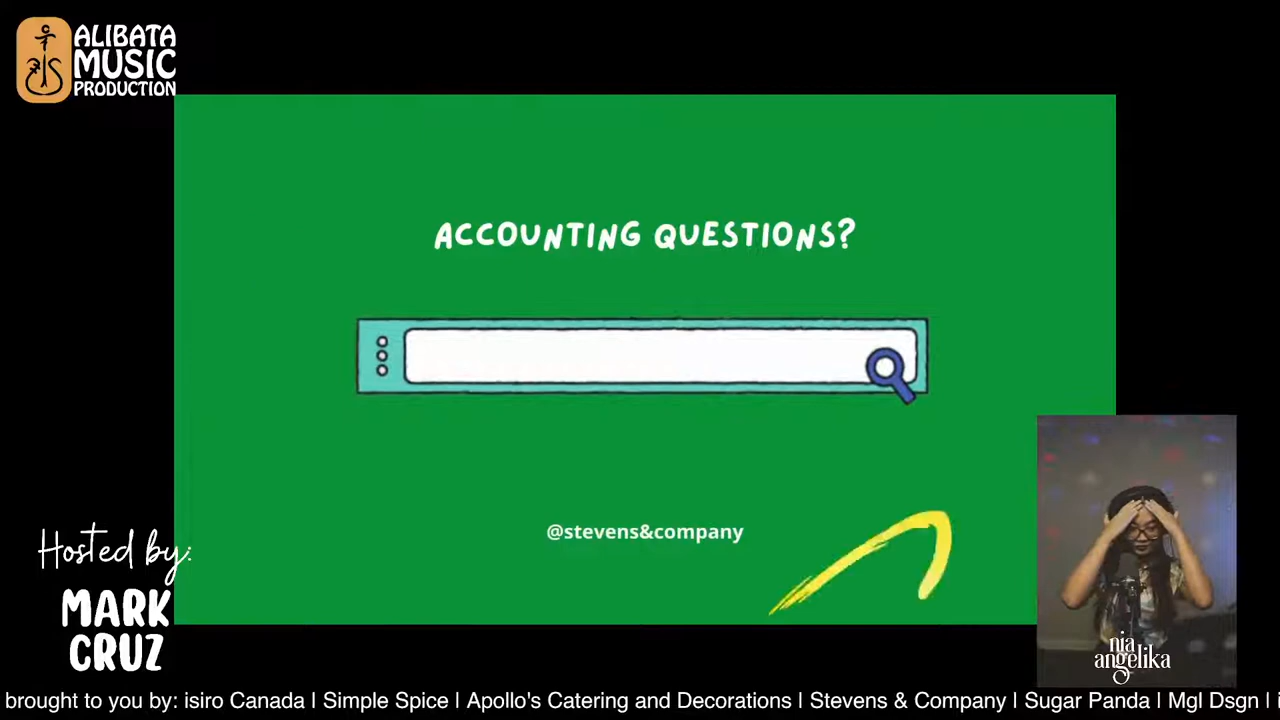 ALIBATA
MUSIC
PRODUCTION
ACCOUNTING QUESTIONS?
@stevens&company
Hosted by:
MARK
CRUZ
nia
angelika
brought to you by: isiro Canada | Simple Spice | Apollo's Catering and Decorations | Stevens & Company | Sugar Panda | Mgl Dsgn |